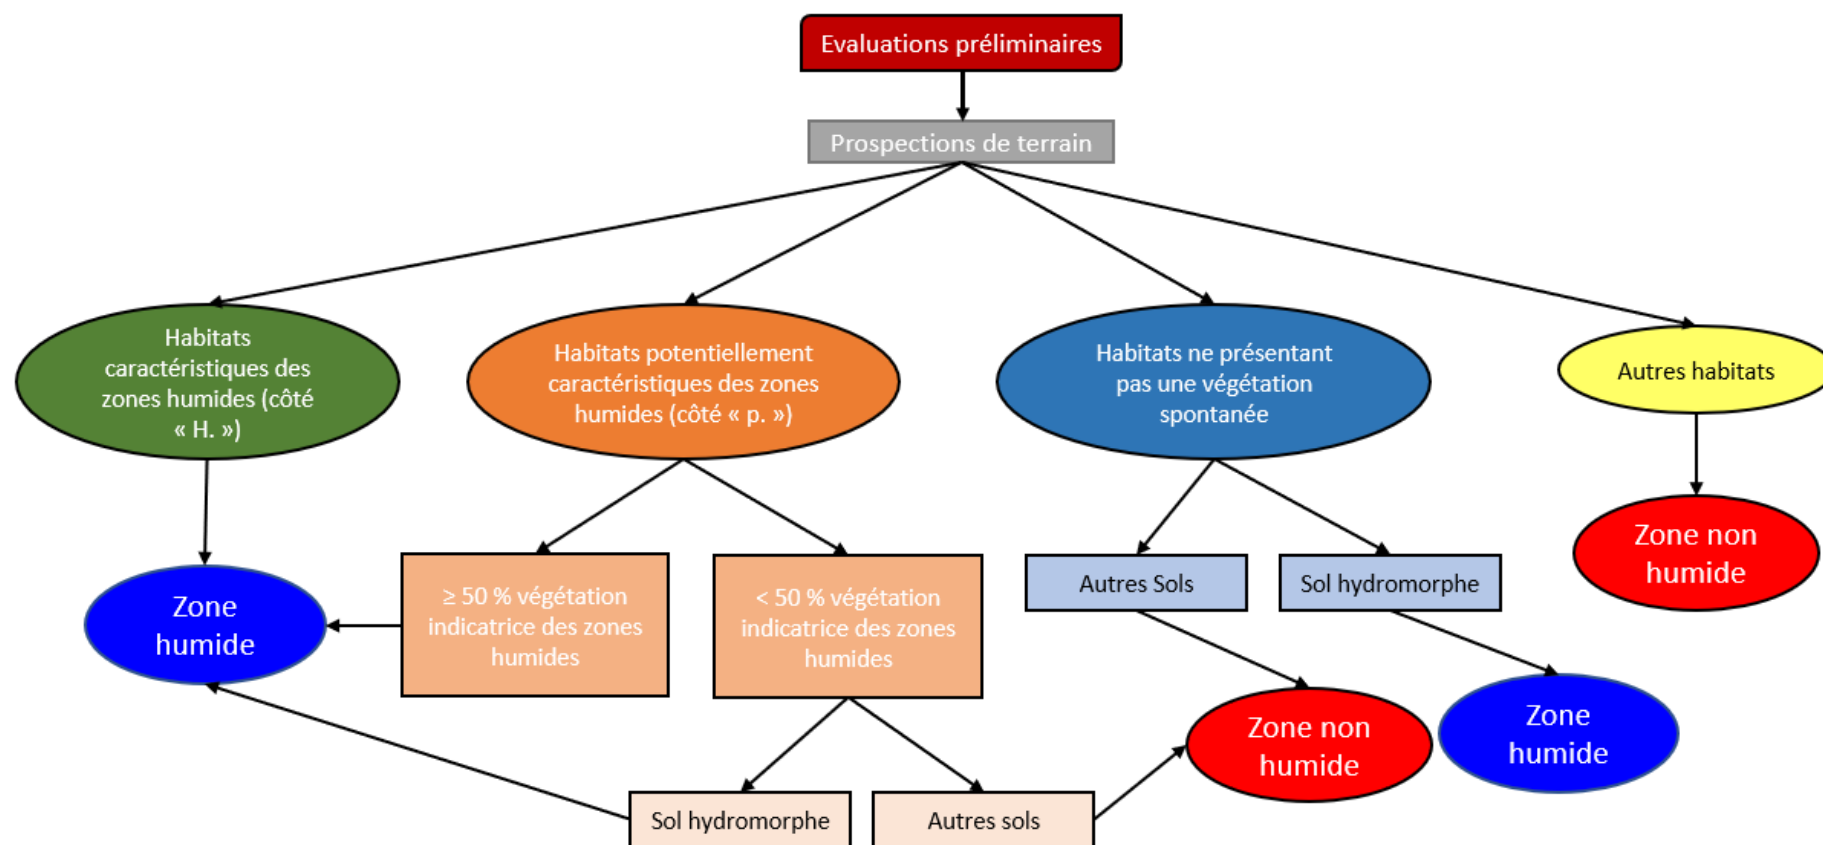 Evaluations préliminaires
Prospections de terrain
Habitats
caractéristiques des
zones humides (côté
« H. »)
Habitats potentiellement
caractéristiques des zones
humides (côté « p. »)
Habitats ne présentant
pas une végétation
spontanée
Autres habitats
Zone
humide
≥ 50 % végétation
indicatrice des zones
humides
< 50 % végétation
indicatrice des zones
humides
Autres Sols
Sol hydromorphe
Zone non
humide
Zone non
humide
Zone
humide
Sol hydromorphe
Autres sols